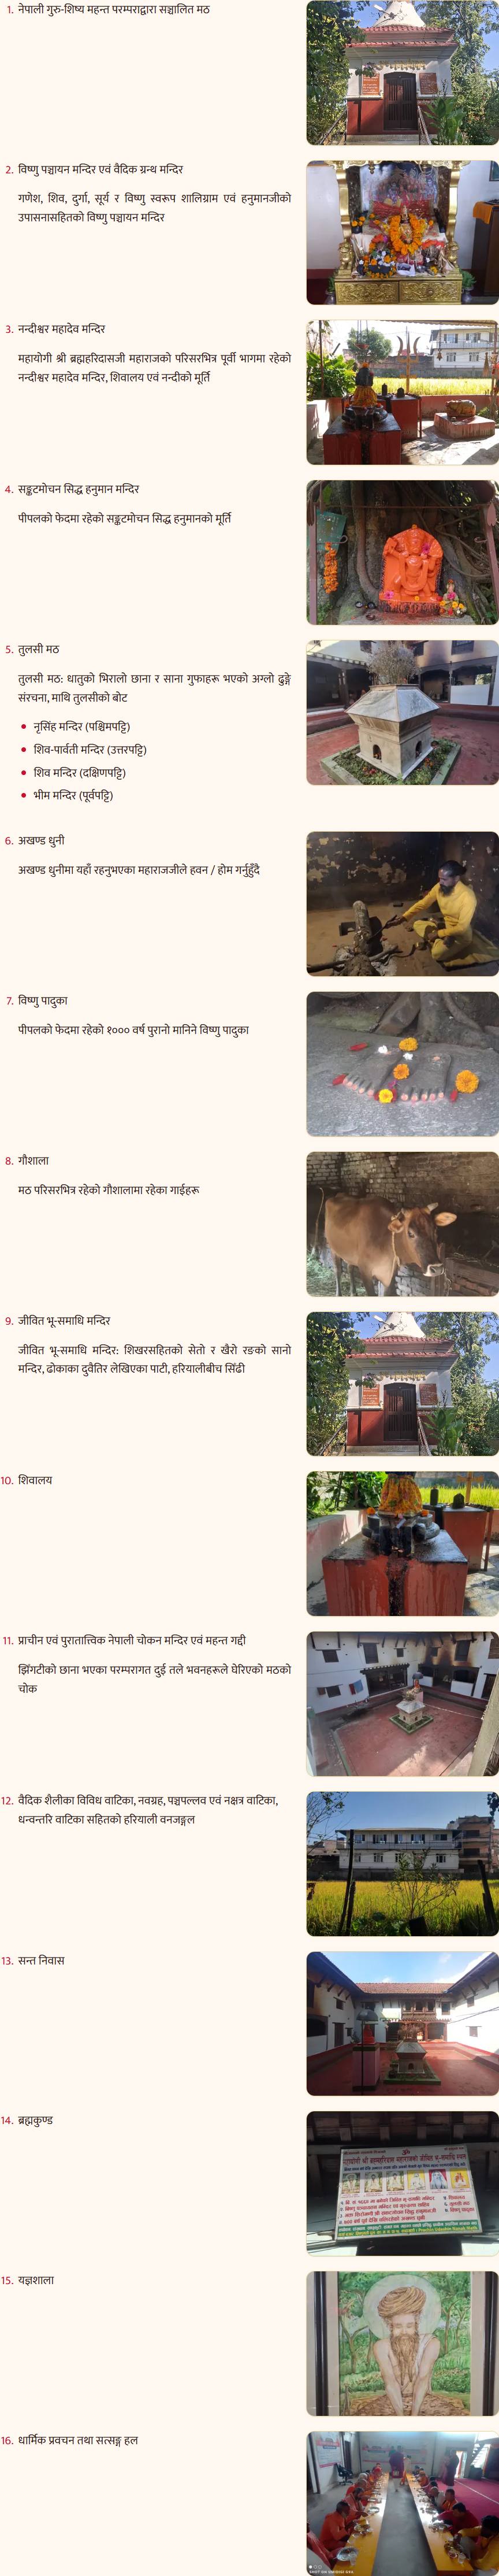 1. नेपाली गुरु-शिष्य महन्त परम्पराद्वारा सञ्चालित मठ
2. विष्णु पञ्चायन मन्दिर एवं वैदिक ग्रन्थ मन्दिर
गणेश, शिव, दुर्गा, सूर्य र विष्णु स्वरूप शालिग्राम एवं हनुमानजीको
उपासनासहितको विष्णु पञ्चायन मन्दिर
3. नन्दीश्वर महादेव मन्दिर
महायोगी श्री ब्रह्महरिदासजी महाराजको परिसरभित्र पूर्वी भागमा रहेको
नन्दीश्वर महादेव मन्दिर, शिवालय एवं नन्दीको मूर्ति
4. सङ्कटमोचन सिद्ध हनुमान मन्दिर
पीपलको फेदमा रहेको सङ्कटमोचन सिद्ध हनुमानको मूर्ति
5. तुलसी मठ
तुलसी मठ: धातुको भिरालो छाना र साना गुफाहरू भएको अग्लो ढुङ्गे
संरचना, माथि तुलसीको बोट
• नृसिंह मन्दिर (पश्चिमपट्टि)
• शिव-पार्वती मन्दिर (उत्तरपट्टि)
• शिव मन्दिर (दक्षिणपट्टि)
• भीम मन्दिर (पूर्वपट्टि)
6. अखण्ड धुनी
अखण्ड धुनीमा यहाँ रहनुभएका महाराजजीले हवन / होम गर्नुहुँदै
7. विष्णु पादुका
पीपलको फेदमा रहेको १००० वर्ष पुरानो मानिने विष्णु पादुका
8. गौशाला
मठ परिसरभित्र रहेको गौशालामा रहेका गाईहरू
9. जीवित भू-समाधि मन्दिर
जीवित भू-समाधि मन्दिर: शिखरसहितको सेतो र खैरो रङको सानो
मन्दिर, ढोकाका दुवैतिर लेखिएका पाटी, हरियालीबीच सिँढी
10. शिवालय
11. प्राचीन एवं पुरातात्त्विक नेपाली चोकन मन्दिर एवं महन्त गद्दी
झिँगटीको छाना भएका परम्परागत दुई तले भवनहरूले घेरिएको मठको
चोक
12. वैदिक शैलीका विविध वाटिका, नवग्रह, पञ्चपल्लव एवं नक्षत्र वाटिका,
धन्वन्तरि वाटिका सहितको हरियाली वनजङ्गल
13. सन्त निवास
14. ब्रह्मकुण्ड
15. यज्ञशाला
16. धार्मिक प्रवचन तथा सत्सङ्ग हल